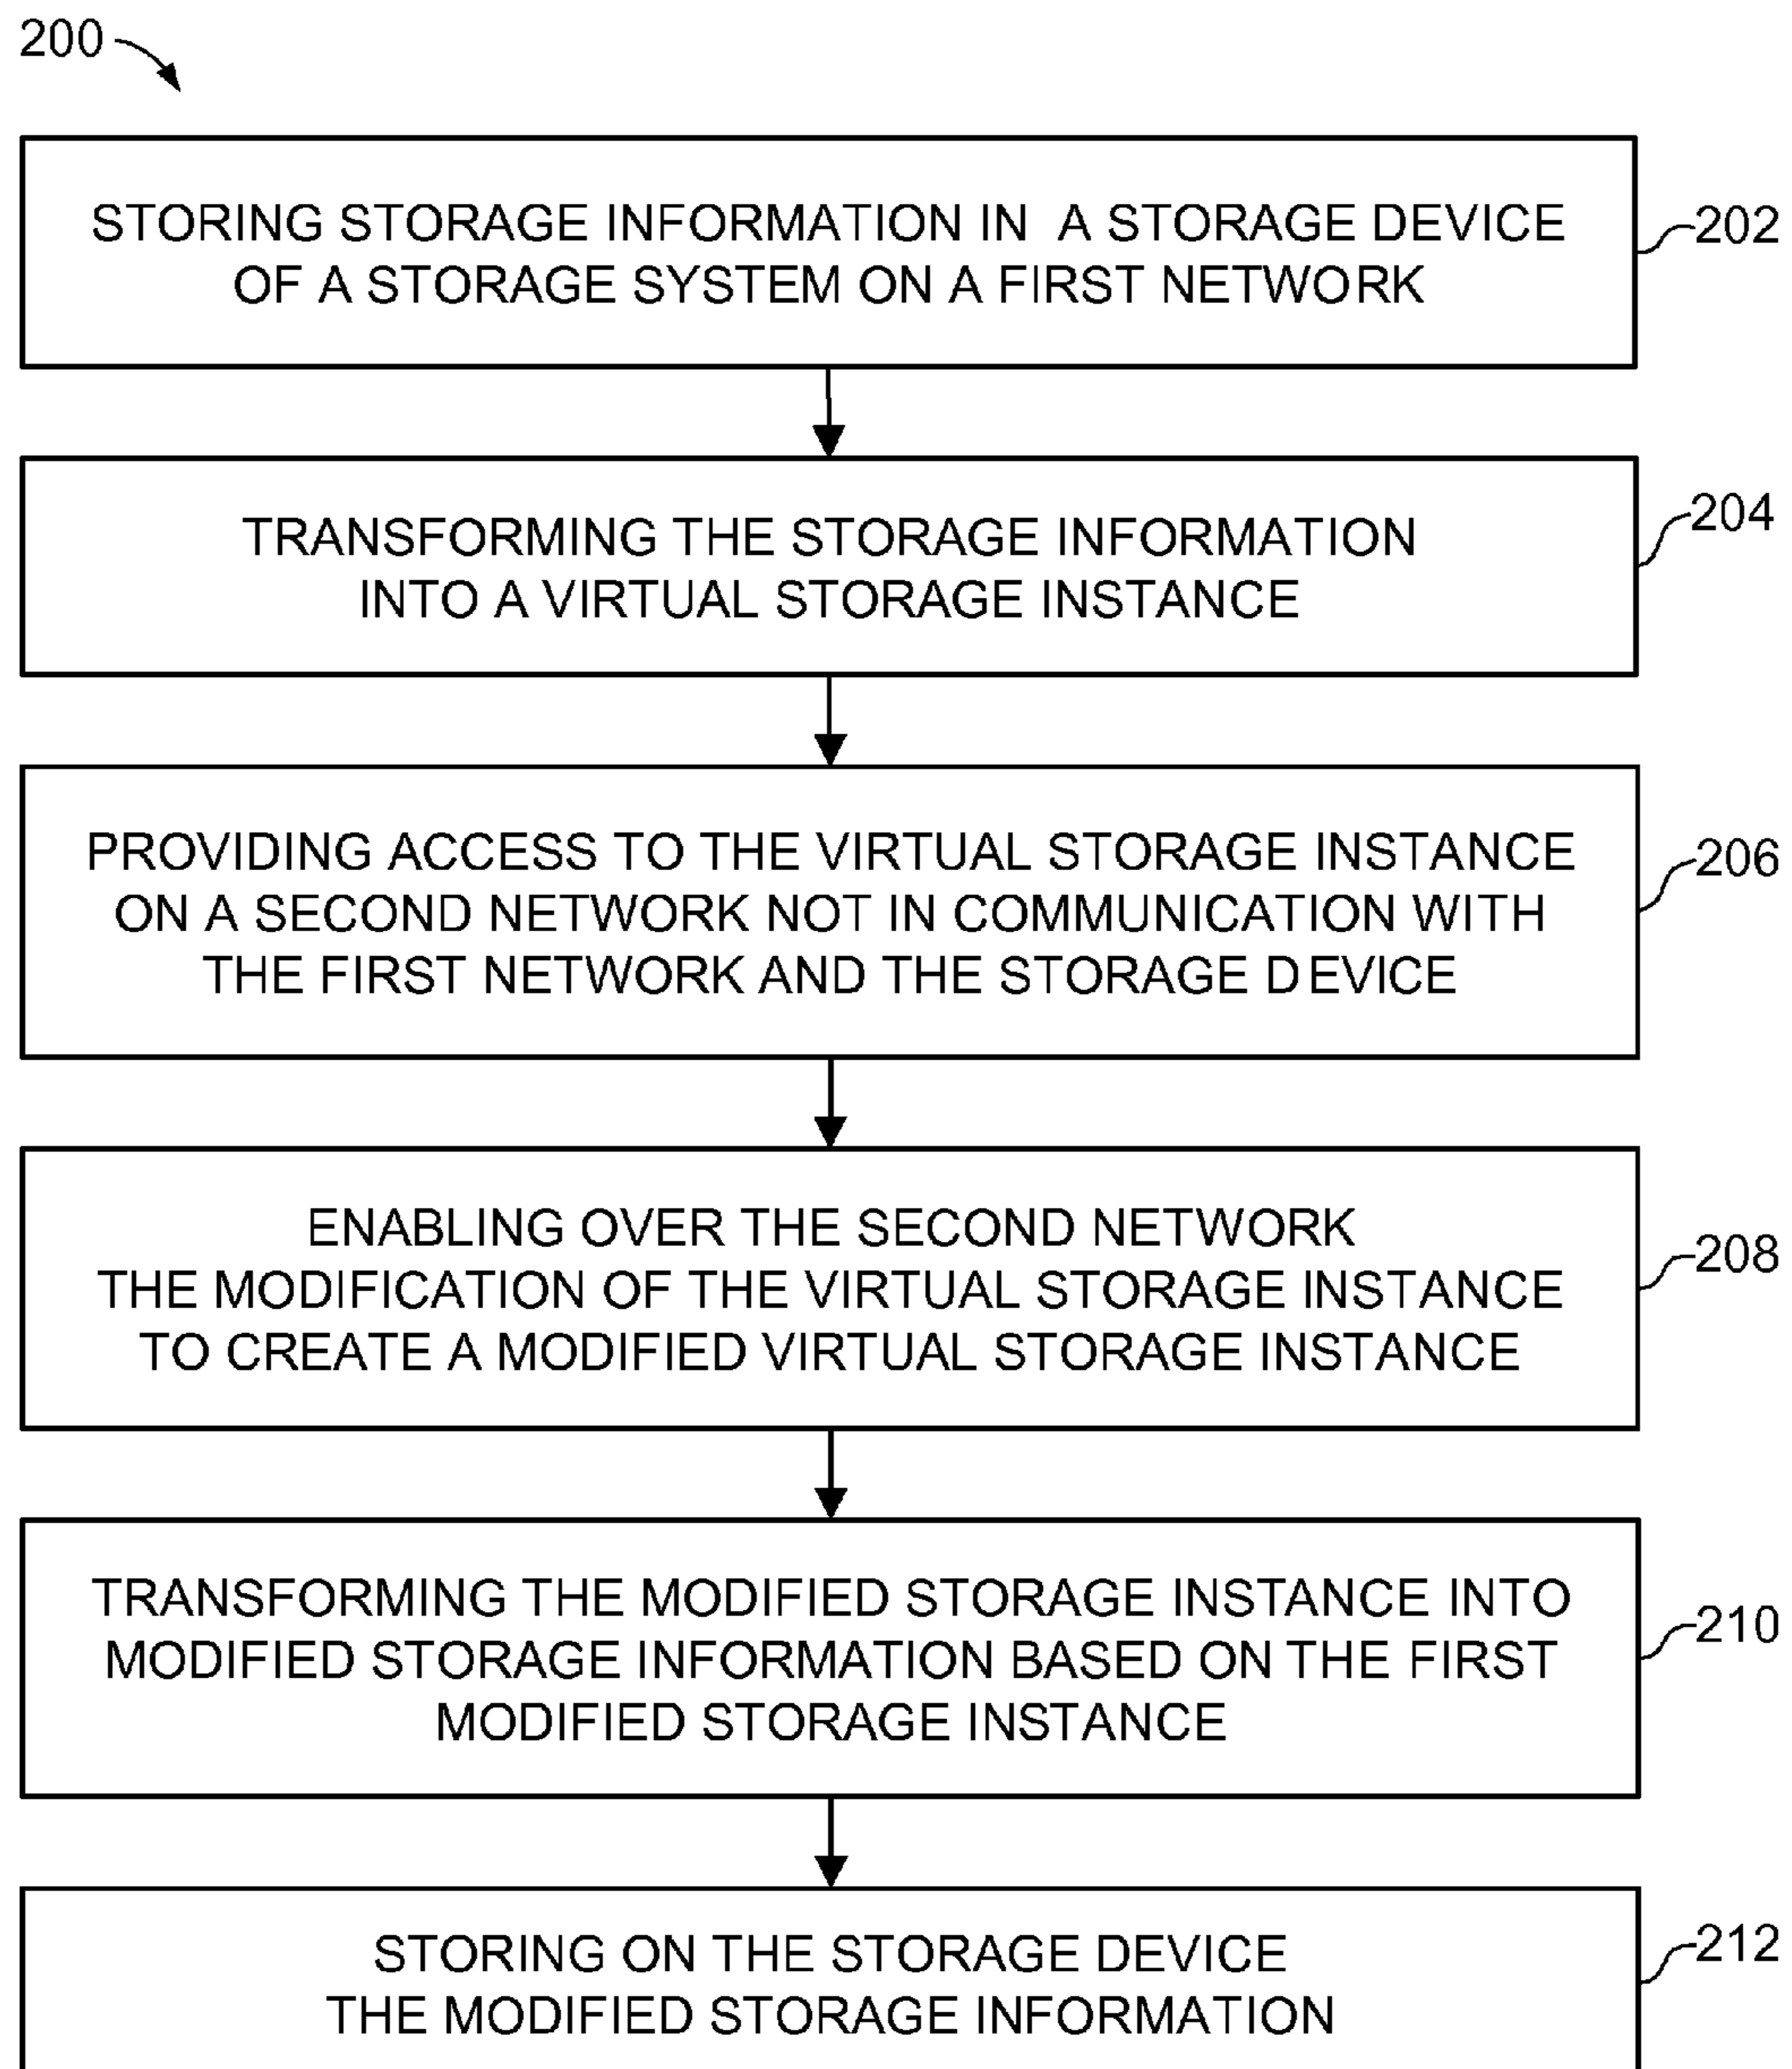 200
STORING STORAGE INFORMATION IN A STORAGE DEVICE
OF A STORAGE SYSTEM ON A FIRST NETWORK
202
TRANSFORMING THE STORAGE INFORMATION
INTO A VIRTUAL STORAGE INSTANCE
204
PROVIDING ACCESS TO THE VIRTUAL STORAGE INSTANCE
ON A SECOND NETWORK NOT IN COMMUNICATION WITH
THE FIRST NETWORK AND THE STORAGE DEVICE
206
ENABLING OVER THE SECOND NETWORK
THE MODIFICATION OF THE VIRTUAL STORAGE INSTANCE
TO CREATE A MODIFIED VIRTUAL STORAGE INSTANCE
208
TRANSFORMING THE MODIFIED STORAGE INSTANCE INTO
MODIFIED STORAGE INFORMATION BASED ON THE FIRST
MODIFIED STORAGE INSTANCE
210
STORING ON THE STORAGE DEVICE
THE MODIFIED STORAGE INFORMATION
212